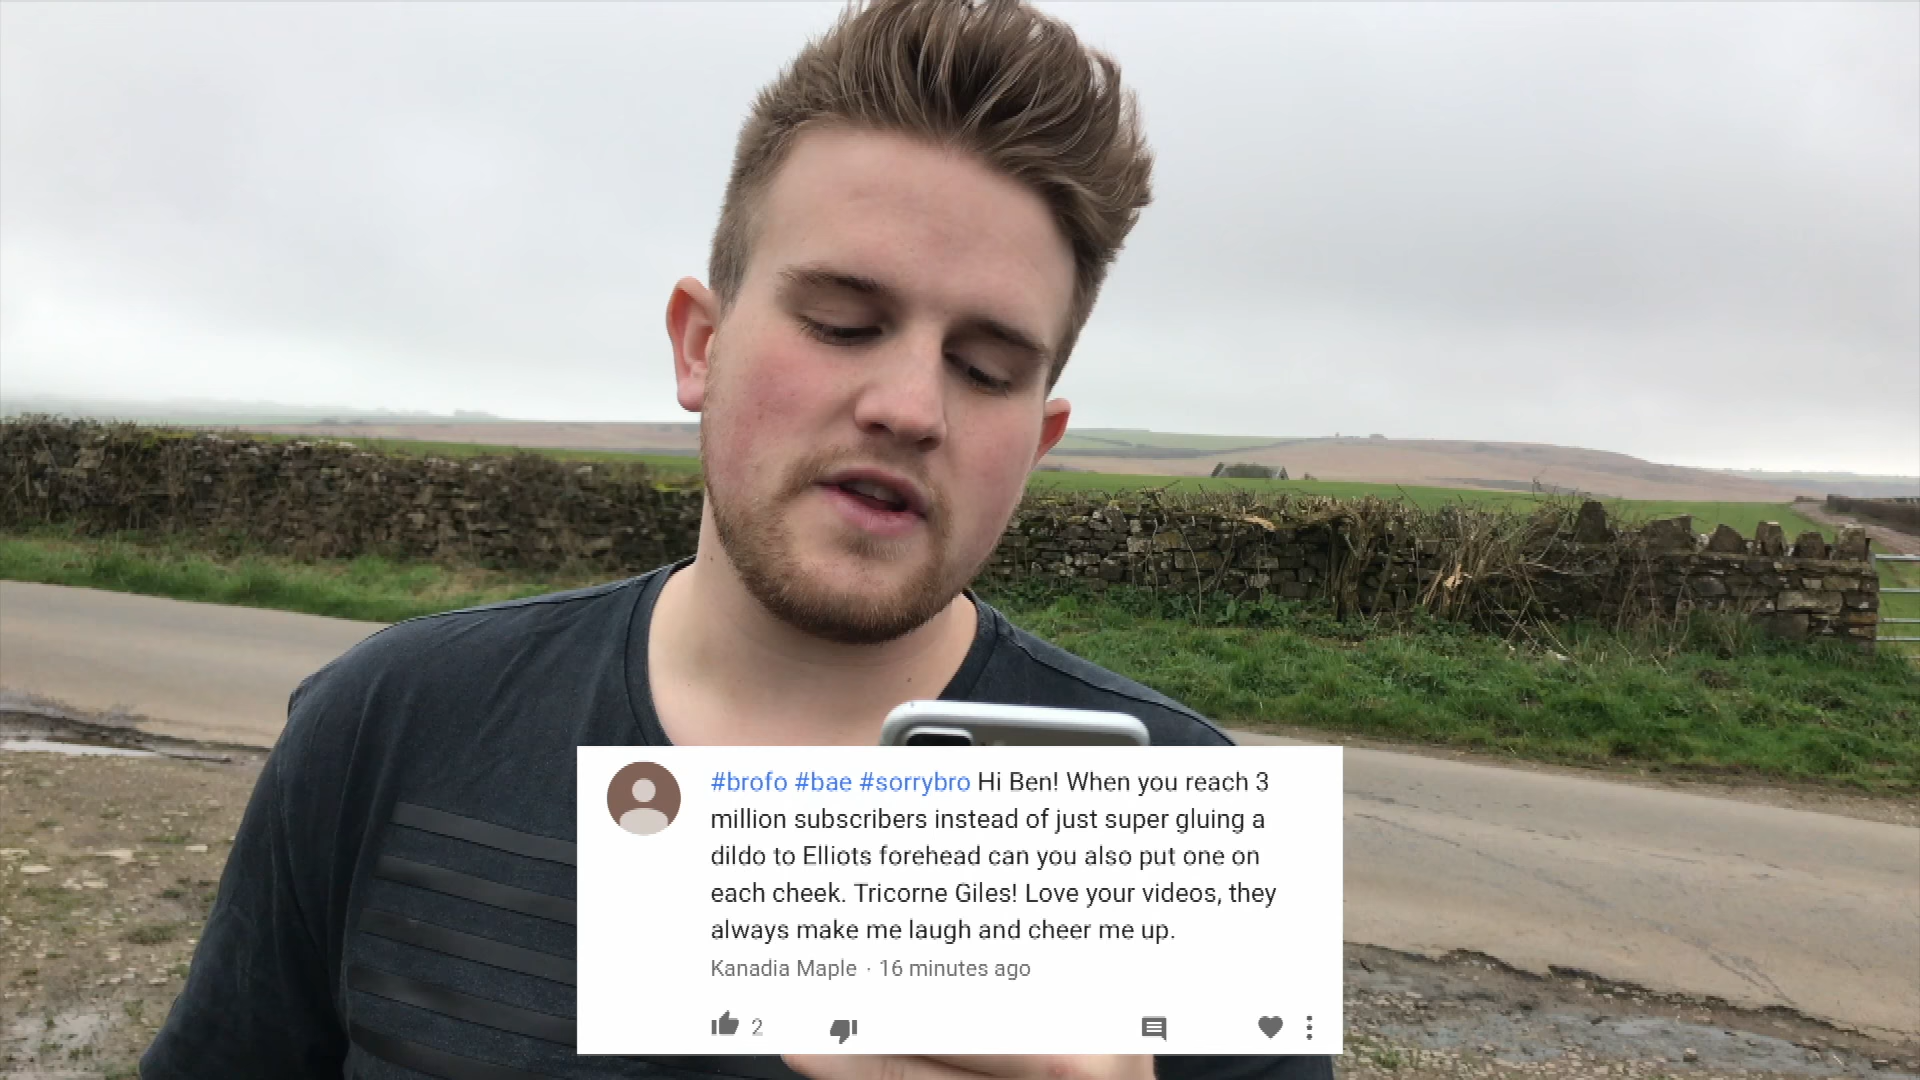 #brofo #bae #sorrybro Hi Ben! When you reach 3
million subscribers instead of just super gluing a
dildo to Elliots forehead can you also put one on
each cheek. Tricorne Giles! Love your videos, they
always make me laugh and cheer me up.
Kanadia Maple · 16 minutes ago
2